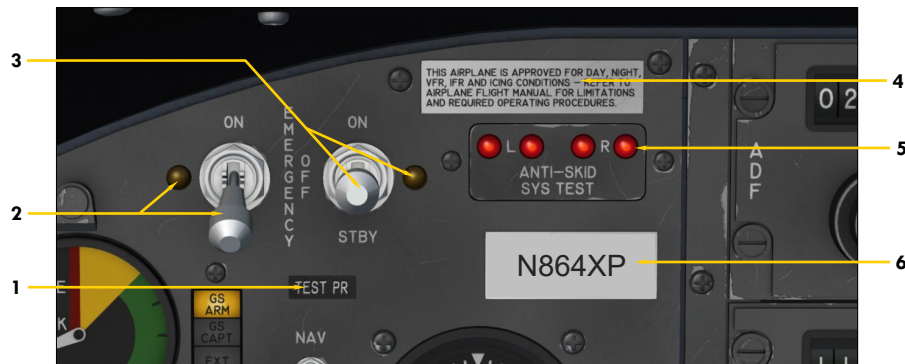 3
THIS AIRPLANE IS APPROVED FOR DAY, NIGHT,
VFR, IFR AND ICING CONDITIONS – REFER TO
AIRPLANE FLIGHT MANUAL FOR LIMITATIONS
AND REQUIRED OPERATING PROCEDURES.
4
0 2
ON
EMERGENCY
OFF
ON
L
R
5
ANTI-SKID
SYS TEST
ADF
2
STBY
N864XP
6
1
TEST PR
E
K
GS
ARM
GS
CAPT
EXT
NAV